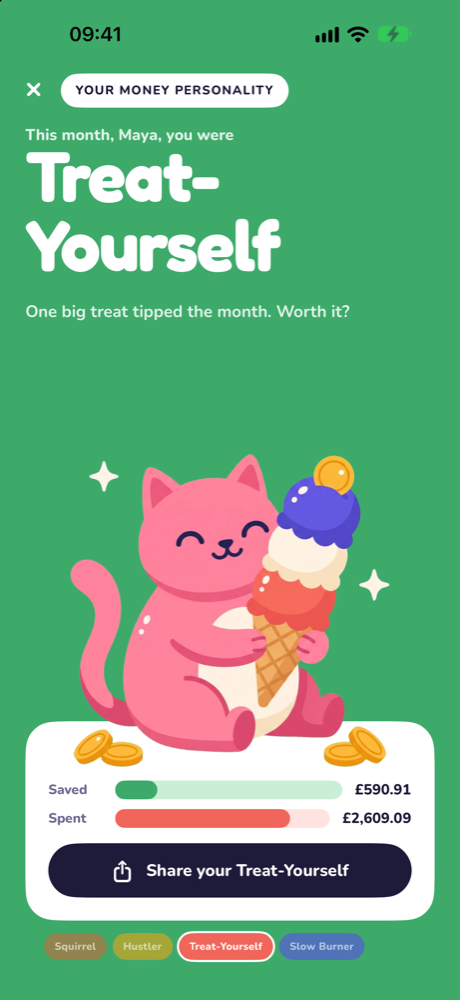 09:41
YOUR MONEY PERSONALITY
This month, Maya, you were
Treat-
Yourself
One big treat tipped the month. Worth it?
Saved £590.91
Spent £2,609.09
Share your Treat-Yourself
Squirrel Hustler Treat-Yourself Slow Burner